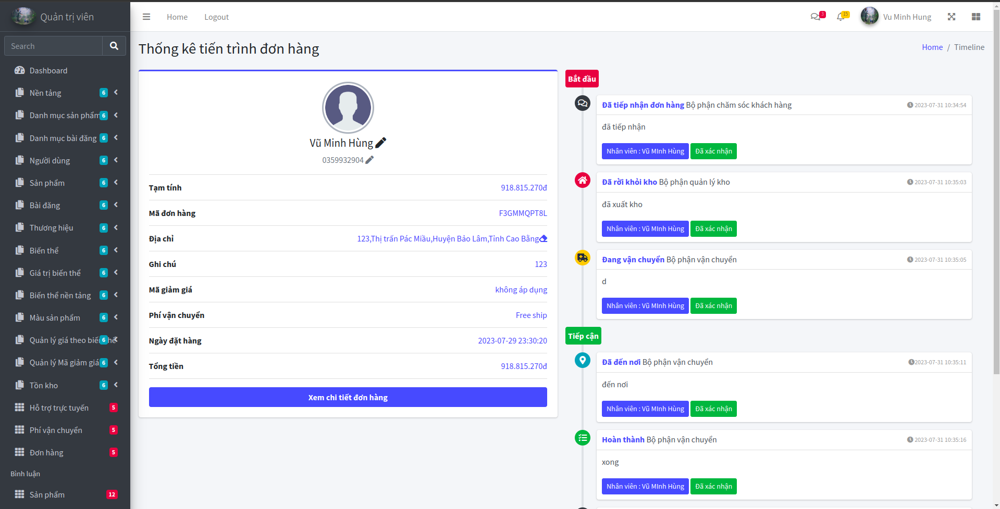 Quản trị viên
Home
Logout
3
15
Vu Minh Hung
Search
Dashboard
Nền tảng 6
Danh mục sản phẩm 6
Danh mục bài đăng 6
Người dùng 6
Sản phẩm 6
Bài đăng 6
Thương hiệu 6
Biến thể 6
Giá trị biến thể 6
Biến thể nền tảng 6
Màu sản phẩm 6
Quản lý giá theo biến thể 6
Quản lý Mã giảm giá 6
Tồn kho 6
Hỗ trợ trực tuyến 5
Phí vận chuyển 5
Đơn hàng 5
Bình luận
Sản phẩm 12
Thống kê tiến trình đơn hàng
Home / Timeline
Vũ Minh Hùng
0359932904
Tạm tính 918.815.270đ
Mã đơn hàng F3GMMQPT8L
Địa chỉ 123,Thị trấn Pác Miầu,Huyện Bảo Lâm,Tỉnh Cao Bằng
Ghi chú 123
Mã giảm giá không áp dụng
Phí vận chuyển Free ship
Ngày đặt hàng 2023-07-29 23:30:20
Tổng tiền 918.815.270đ
Xem chi tiết đơn hàng
Bắt đầu
Đã tiếp nhận đơn hàng Bộ phận chăm sóc khách hàng 2023-07-31 10:34:54
đã tiếp nhận
Nhân viên : Vũ MInh Hùng Đã xác nhận
Đã rời khỏi kho Bộ phận quản lý kho 2023-07-31 10:35:03
đã xuất kho
Nhân viên : Vũ MInh Hùng Đã xác nhận
Đang vận chuyển Bộ phận vận chuyển 2023-07-31 10:35:05
d
Nhân viên : Vũ MInh Hùng Đã xác nhận
Tiếp cận
Đã đến nơi Bộ phận vận chuyển 2023-07-31 10:35:11
đến nơi
Nhân viên : Vũ MInh Hùng Đã xác nhận
Hoàn thành Bộ phận vận chuyển 2023-07-31 10:35:16
xong
Nhân viên : Vũ MInh Hùng Đã xác nhận